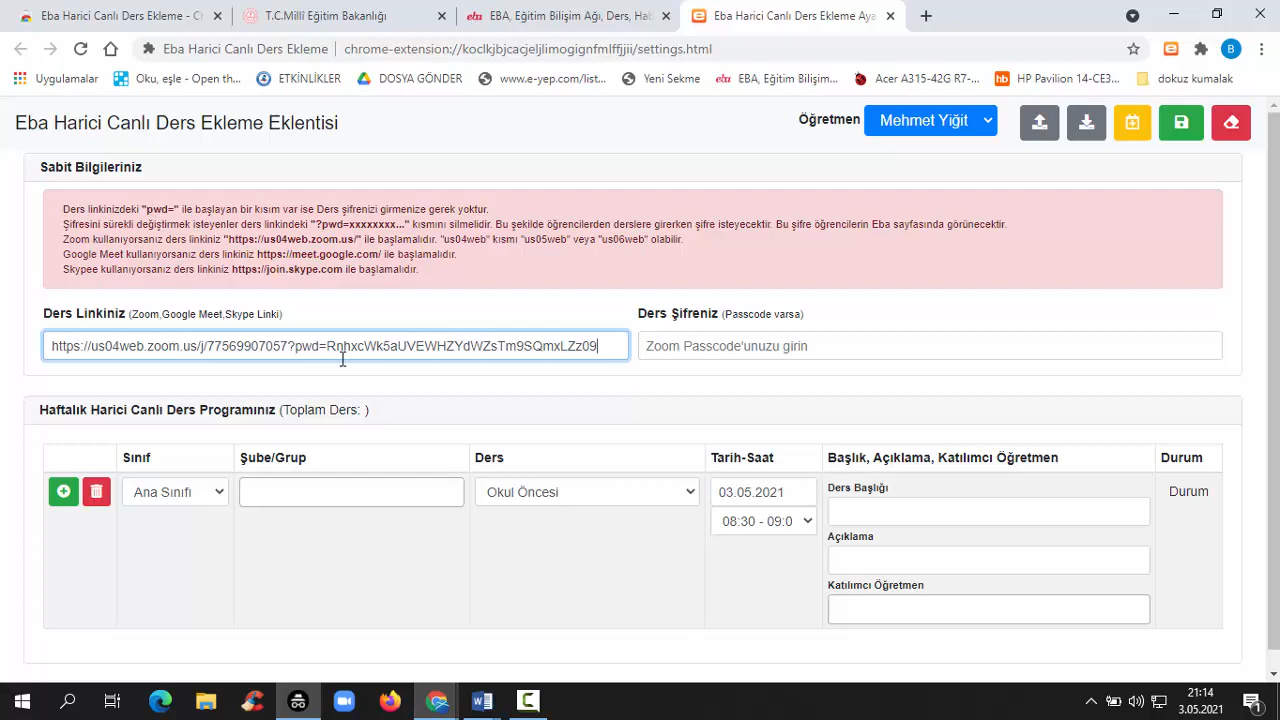 Eba Harici Canlı Ders Ekleme - C
T.C.Millî Eğitim Bakanlığı
EBA, Eğitim Bilişim Ağı, Ders, Hab
Eba Harici Canlı Ders Ekleme Aya
Eba Harici Canlı Ders Ekleme
chrome-extension://koclkjbjcacjeljlimogignfmlffjjii/settings.html
B
Uygulamalar
Oku, eşle - Open th...
ETKİNLİKLER
DOSYA GÖNDER
www.e-yep.com/list...
Yeni Sekme
EBA, Eğitim Bilişim...
Acer A315-42G R7-...
HP Pavilion 14-CE3...
dokuz kumalak
Eba Harici Canlı Ders Ekleme Eklentisi
Öğretmen
Mehmet Yiğit
Sabit Bilgileriniz
Ders linkinizdeki "pwd=" ile başlayan bir kısım var ise Ders şifrenizi girmenize gerek yoktur.
Şifresini sürekli değiştirmek isteyenler ders linkindeki "?pwd=xxxxxxxx..." kısmını silmelidir. Bu şekilde öğrencilerden derslere girerken şifre isteyecektir. Bu şifre öğrencilerin Eba sayfasında görünecektir.
Zoom kullanıyorsanız ders linkiniz "https://us04web.zoom.us/" ile başlamalıdır. "us04web" kısmı "us05web" veya "us06web" olabilir.
Google Meet kullanıyorsanız ders linkiniz https://meet.google.com/ ile başlamalıdır.
Skypee kullanıyorsanız ders linkiniz https://join.skype.com ile başlamalıdır.
Ders Linkiniz (Zoom,Google Meet,Skype Linki)
Ders Şifreniz (Passcode varsa)
https://us04web.zoom.us/j/77569907057?pwd=RnhxcWk5aUVEWHZYdWZsTm9SQmxLZz09
Zoom Passcode'unuzu girin
Haftalık Harici Canlı Ders Programınız (Toplam Ders: )
Sınıf
Şube/Grup
Ders
Tarih-Saat
Başlık, Açıklama, Katılımcı Öğretmen
Durum
Ana Sınıfı
Okul Öncesi
03.05.2021
08:30 - 09:0
Ders Başlığı
Açıklama
Katılımcı Öğretmen
Durum
21:14
3.05.2021
1